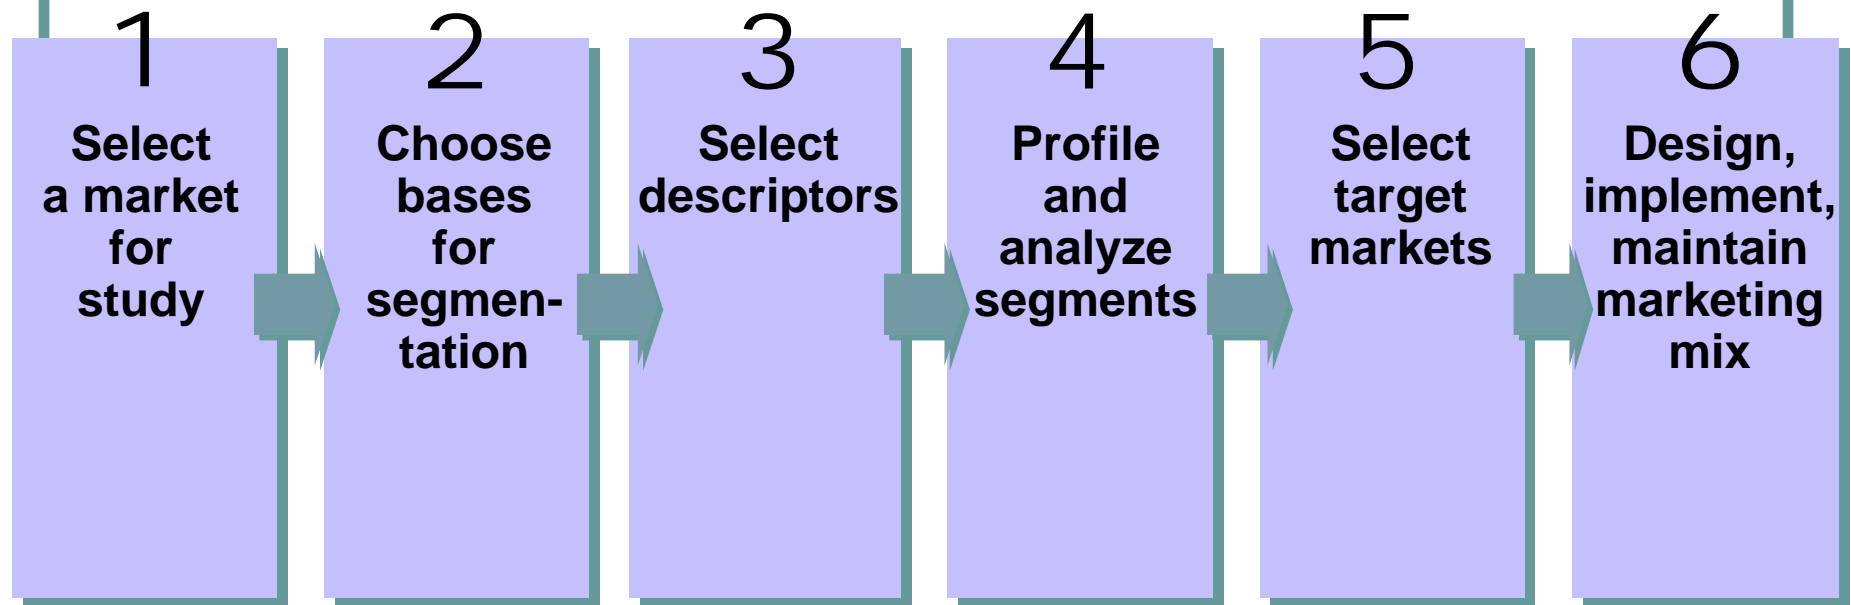 1
Select
a market
for
study
2
Choose
bases
for
segmen-
tation
3
Select
descriptors
4
Profile
and
analyze
segments
5
Select
target
markets
6
Design,
implement,
maintain
marketing
mix